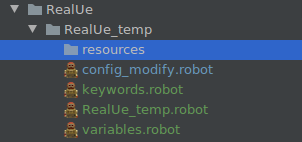 RealUe
RealUe_temp
resources
config_modify.robot
keywords.robot
RealUe_temp.robot
variables.robot